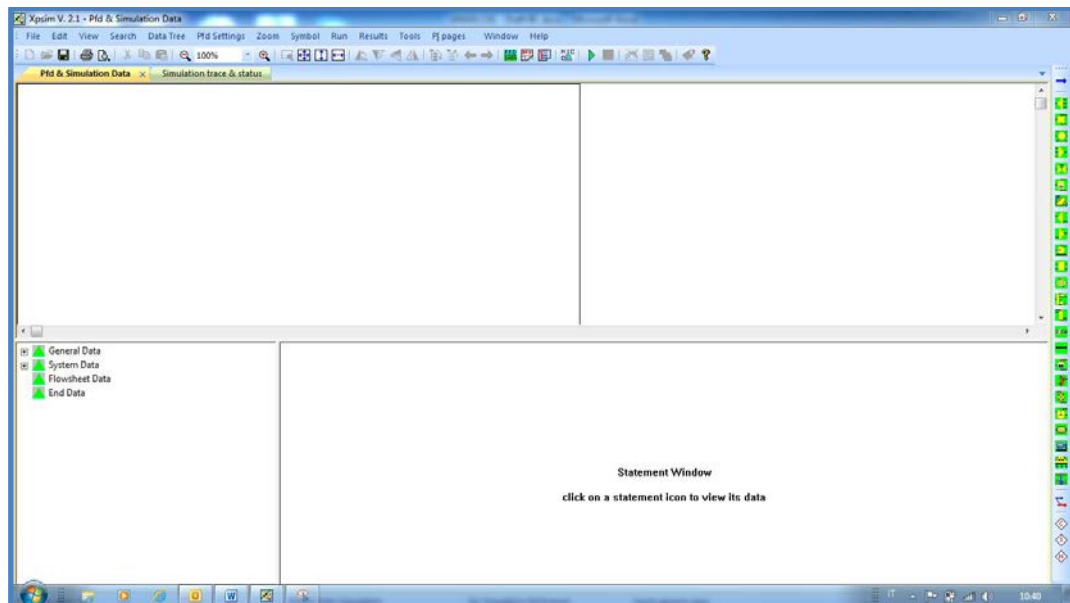 Xpsim V. 2.1 - Pfd & Simulation Data
File Edit View Search Data Tree Pfd Settings Zoom Symbol Run Results Tools Pj pages Window Help
100%
Pfd & Simulation Data x Simulation trace & status
General Data
System Data
Flowsheet Data
End Data
Statement Window
click on a statement icon to view its data
IT 10:40